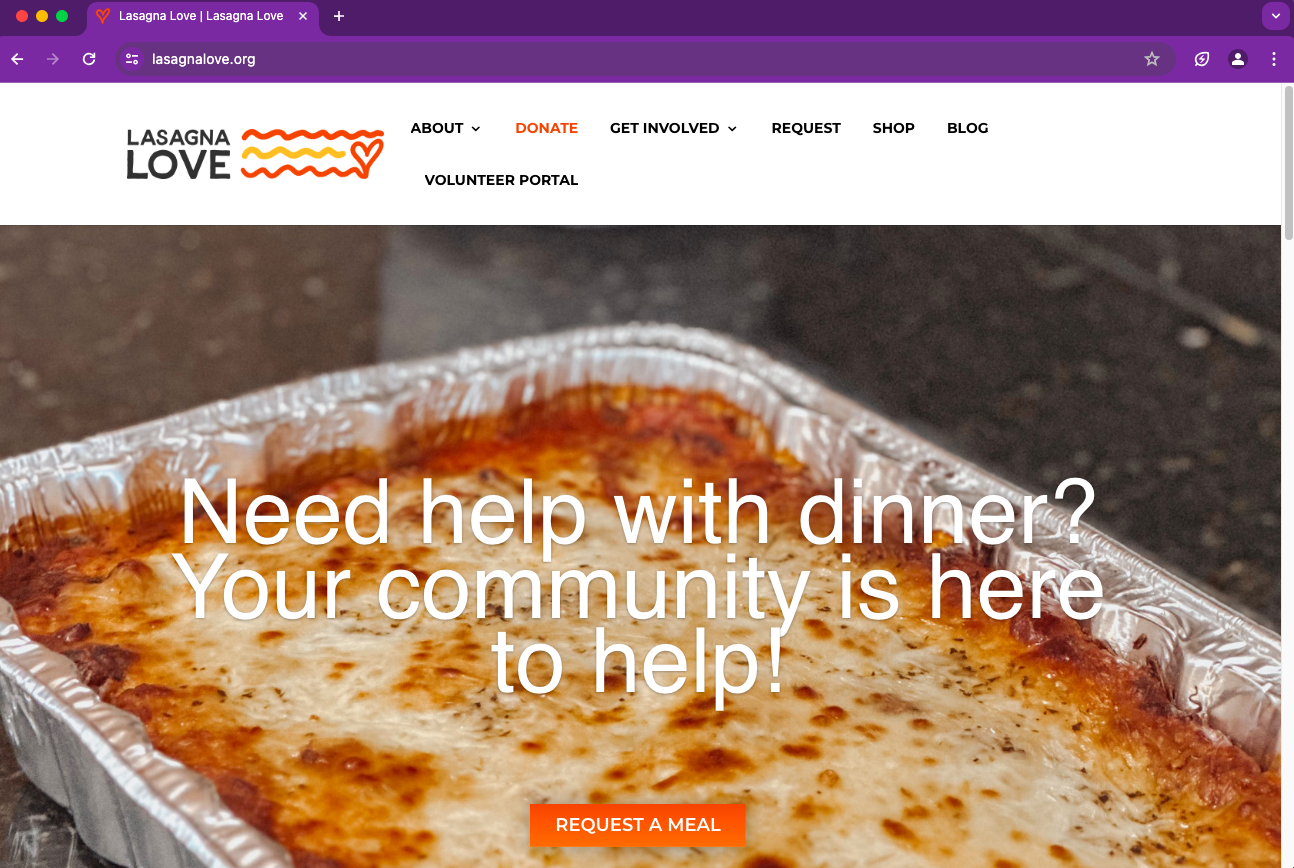 Lasagna Love | Lasagna Love
lasagnalove.org
LASAGNA
LOVE
ABOUT DONATE GET INVOLVED REQUEST SHOP BLOG
VOLUNTEER PORTAL
Need help with dinner?
Your community is here
to help!
REQUEST A MEAL